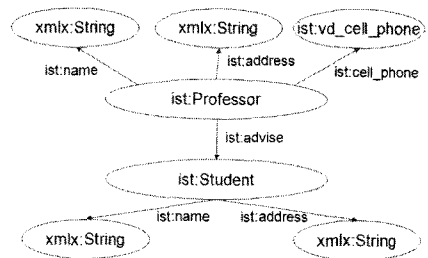 xmlx:String xmlx:String ist:vd_cell_phone
ist:name ist:address ist:cell_phone
ist:Professor
ist:advise
ist:Student
ist:name ist:address
xmlx:String xmlx:String